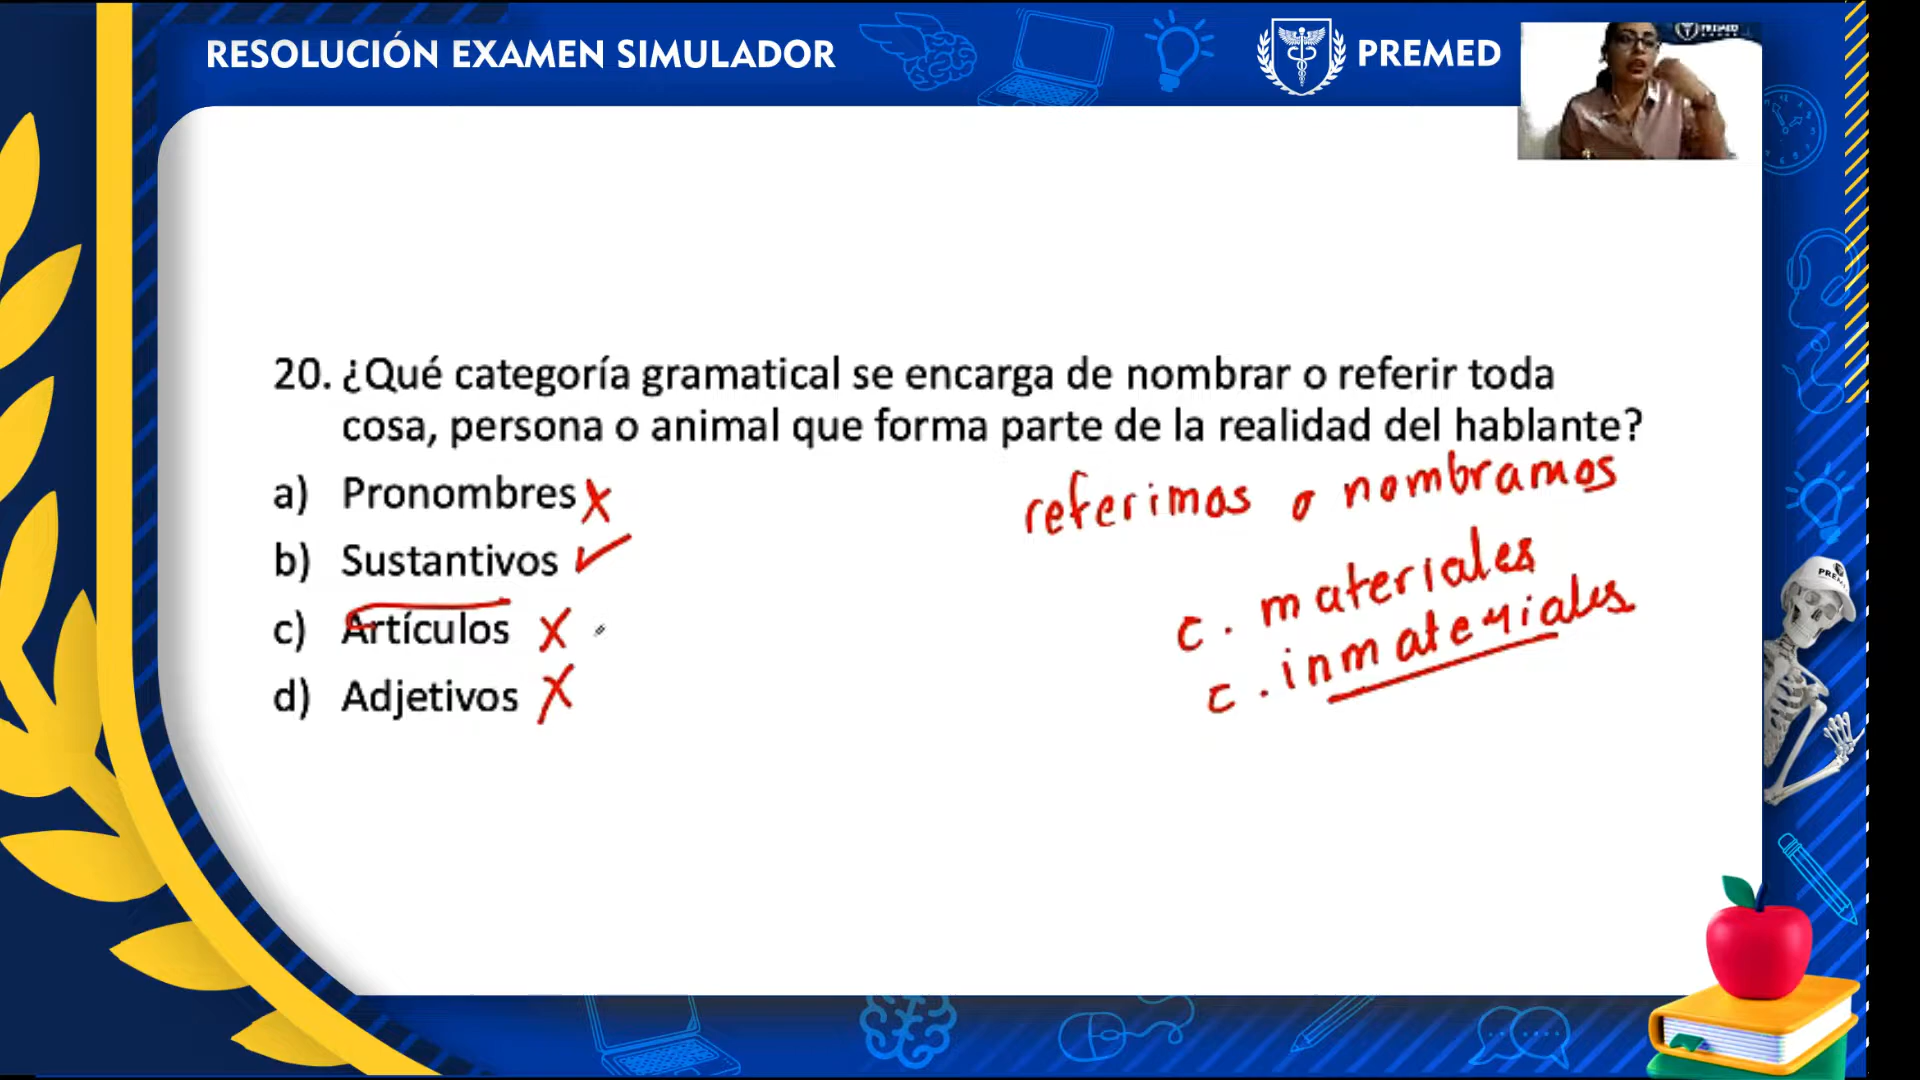 RESOLUCIÓN EXAMEN SIMULADOR
PREMED
20. ¿Qué categoría gramatical se encarga de nombrar o referir toda
cosa, persona o animal que forma parte de la realidad del hablante?
a) Pronombres X
b) Sustantivos ✓
c) Artículos X
d) Adjetivos X
referimos o nombramos
c. materiales
c. inmateriales